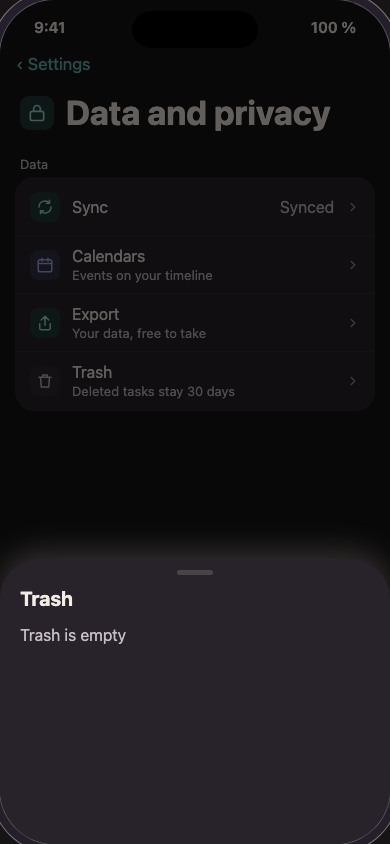 9:41
100 %
‹ Settings
Data and privacy
Data
Sync
Synced
Calendars
Events on your timeline
Export
Your data, free to take
Trash
Deleted tasks stay 30 days
Trash
Trash is empty